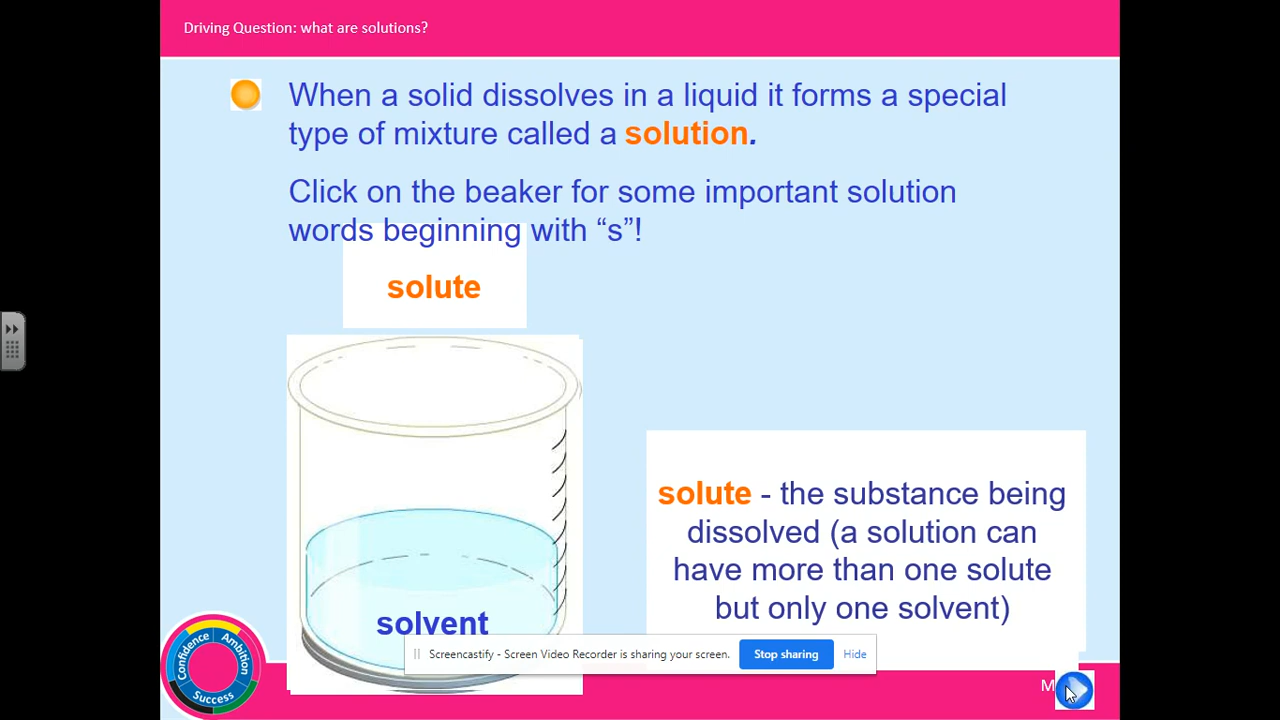 Driving Question: what are solutions?
When a solid dissolves in a liquid it forms a special
type of mixture called a solution.
Click on the beaker for some important solution
words beginning with “s”!
solute
solute - the substance being
dissolved (a solution can
have more than one solute
but only one solvent)
solvent
Screencastify - Screen Video Recorder is sharing your screen. Stop sharing Hide
Confidence Ambition
Success